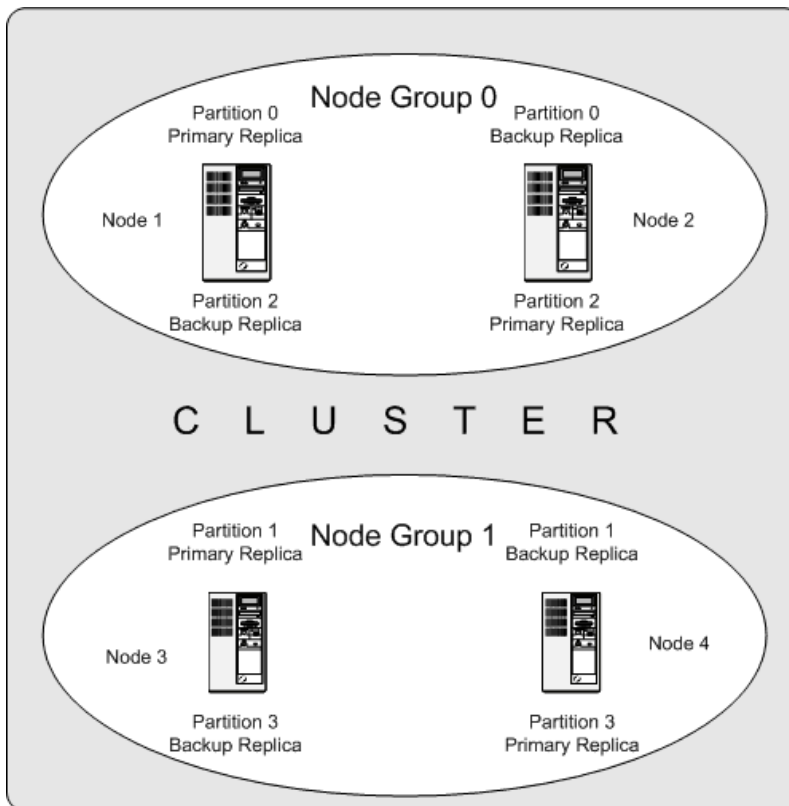 Node Group 0
Partition 0
Primary Replica
Partition 0
Backup Replica
Node 1
Node 2
Partition 2
Backup Replica
Partition 2
Primary Replica
C L U S T E R
Node Group 1
Partition 1
Primary Replica
Partition 1
Backup Replica
Node 3
Node 4
Partition 3
Backup Replica
Partition 3
Primary Replica